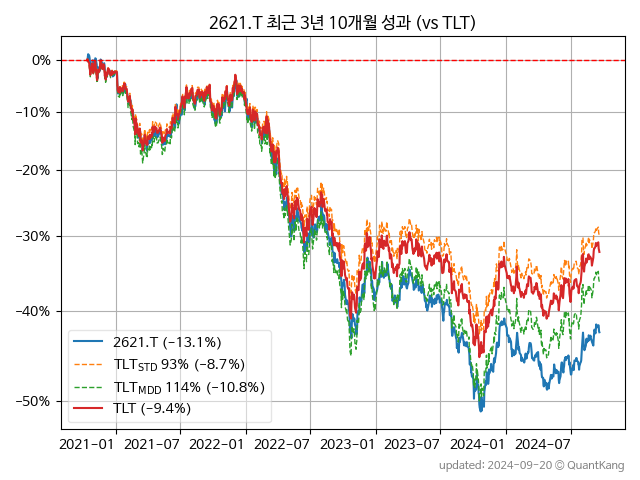 2621.T 최근 3년 10개월 성과 (vs TLT)
0%
−10%
−20%
−30%
−40%
−50%
2621.T (−13.1%)
TLT_STD 93% (−8.7%)
TLT_MDD 114% (−10.8%)
TLT (−9.4%)
2021-01 2021-07 2022-01 2022-07 2023-01 2023-07 2024-01 2024-07
updated: 2024-09-20 © QuantKang